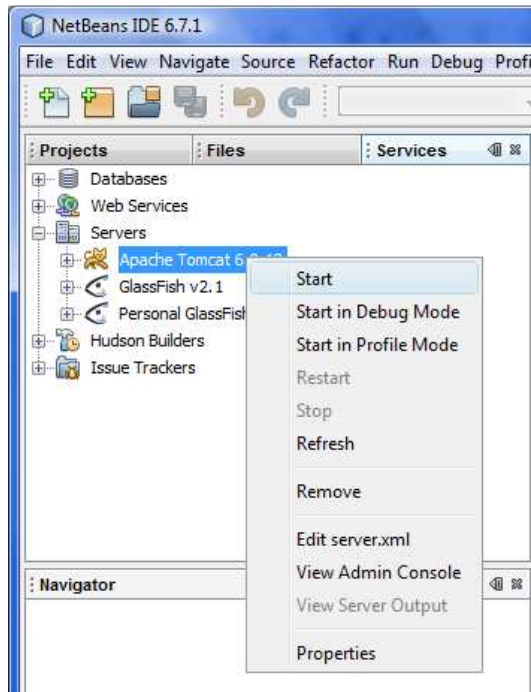 NetBeans IDE 6.7.1
File Edit View Navigate Source Refactor Run Debug Profi
Projects Files Services
Databases
Web Services
Servers
Apache Tomcat
GlassFish v2.1
Personal GlassFish
Hudson Builders
Issue Trackers
Start
Start in Debug Mode
Start in Profile Mode
Restart
Stop
Refresh
Remove
Edit server.xml
View Admin Console
View Server Output
Properties
Navigator